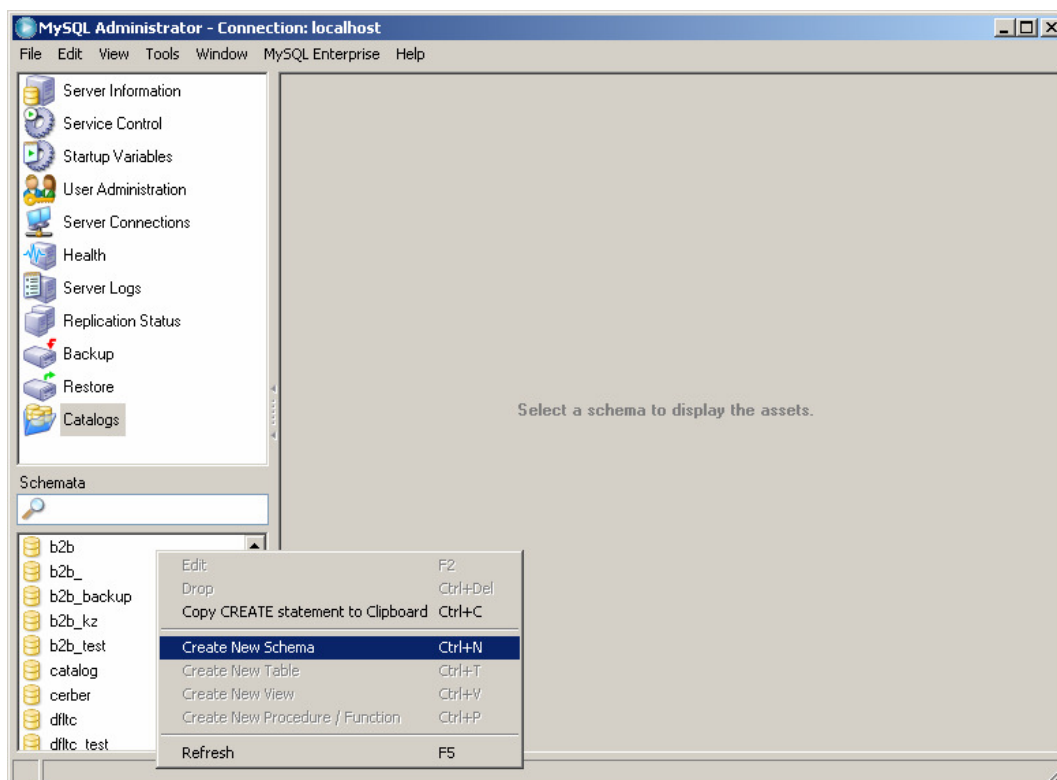 MySQL Administrator - Connection: localhost
File Edit View Tools Window MySQL Enterprise Help
Server Information
Service Control
Startup Variables
User Administration
Server Connections
Health
Server Logs
Replication Status
Backup
Restore
Catalogs
Select a schema to display the assets.
Schemata
b2b
b2b_
b2b_backup
b2b_kz
b2b_test
catalog
cerber
dfltc
dfltc_test
Edit F2
Drop Ctrl+Del
Copy CREATE statement to Clipboard Ctrl+C
Create New Schema Ctrl+N
Create New Table Ctrl+T
Create New View Ctrl+V
Create New Procedure / Function Ctrl+P
Refresh F5